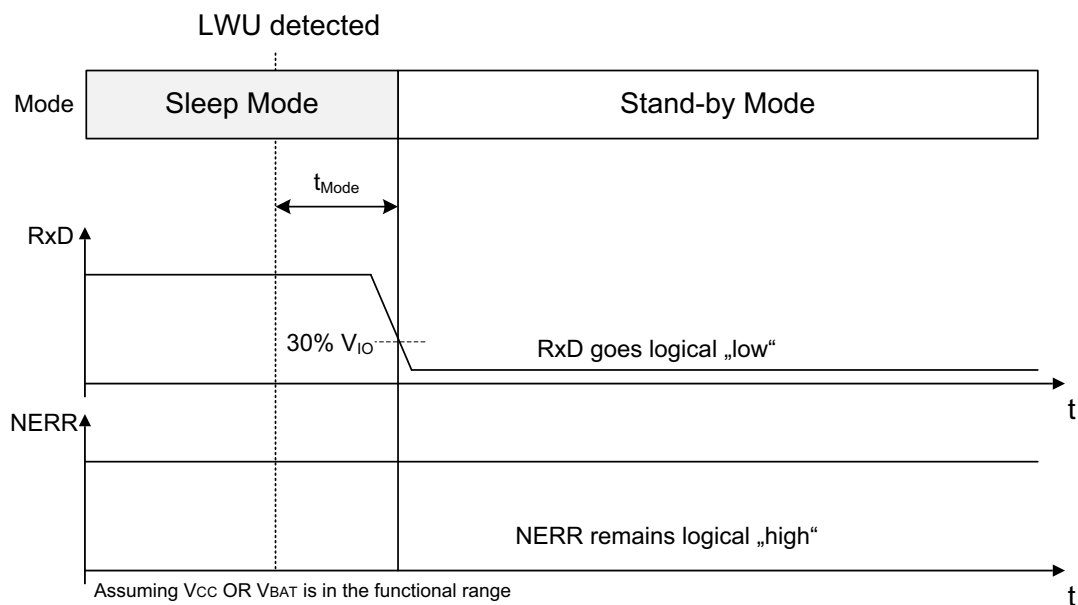 LWU detected
Mode
Sleep Mode
Stand-by Mode
tMode
RxD
30% VIO
RxD goes logical „low“
t
NERR
NERR remains logical „high“
Assuming VCC OR VBAT is in the functional range
t